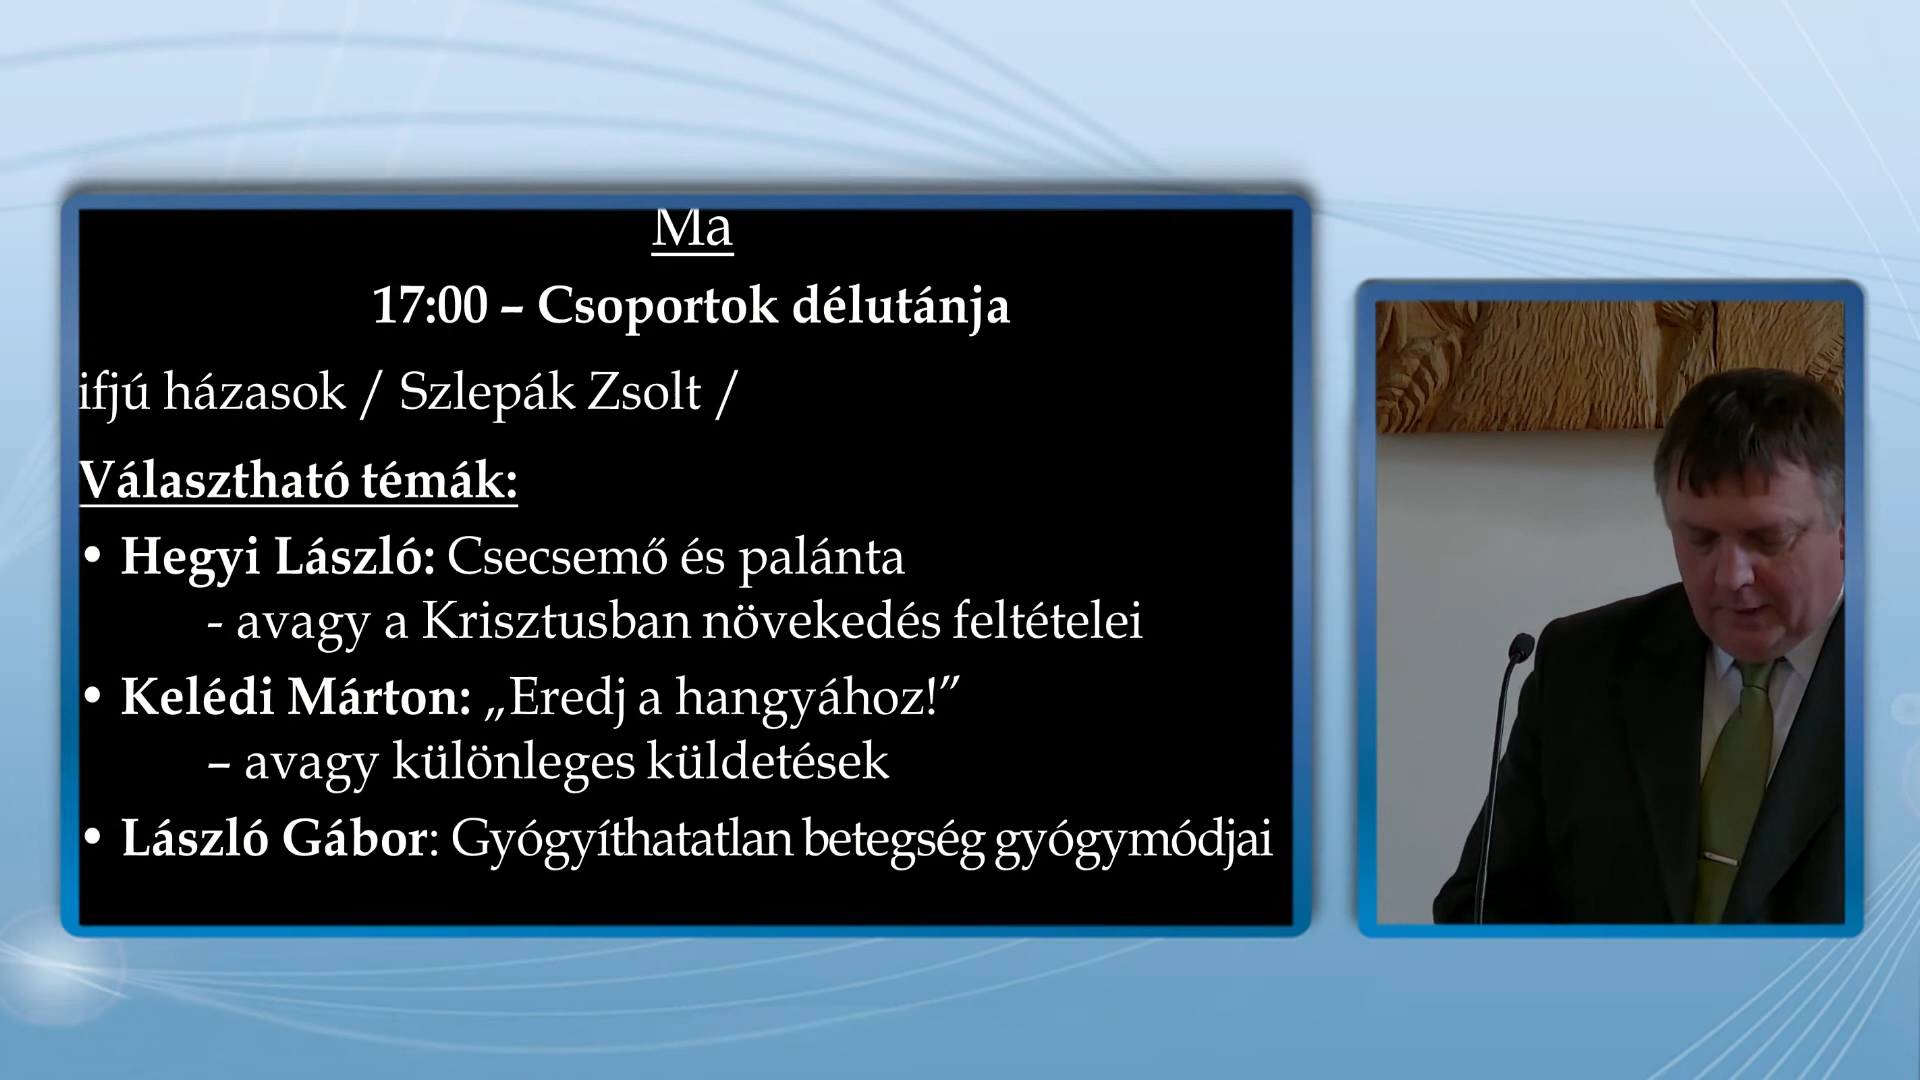 Ma
17:00 – Csoportok délutánja
ifjú házasok / Szlepák Zsolt /
Választható témák:
• Hegyi László: Csecsemő és palánta
- avagy a Krisztusban növekedés feltételei
• Kelédi Márton: „Eredj a hangyához!”
– avagy különleges küldetések
• László Gábor: Gyógyíthatatlan betegség gyógymódjai